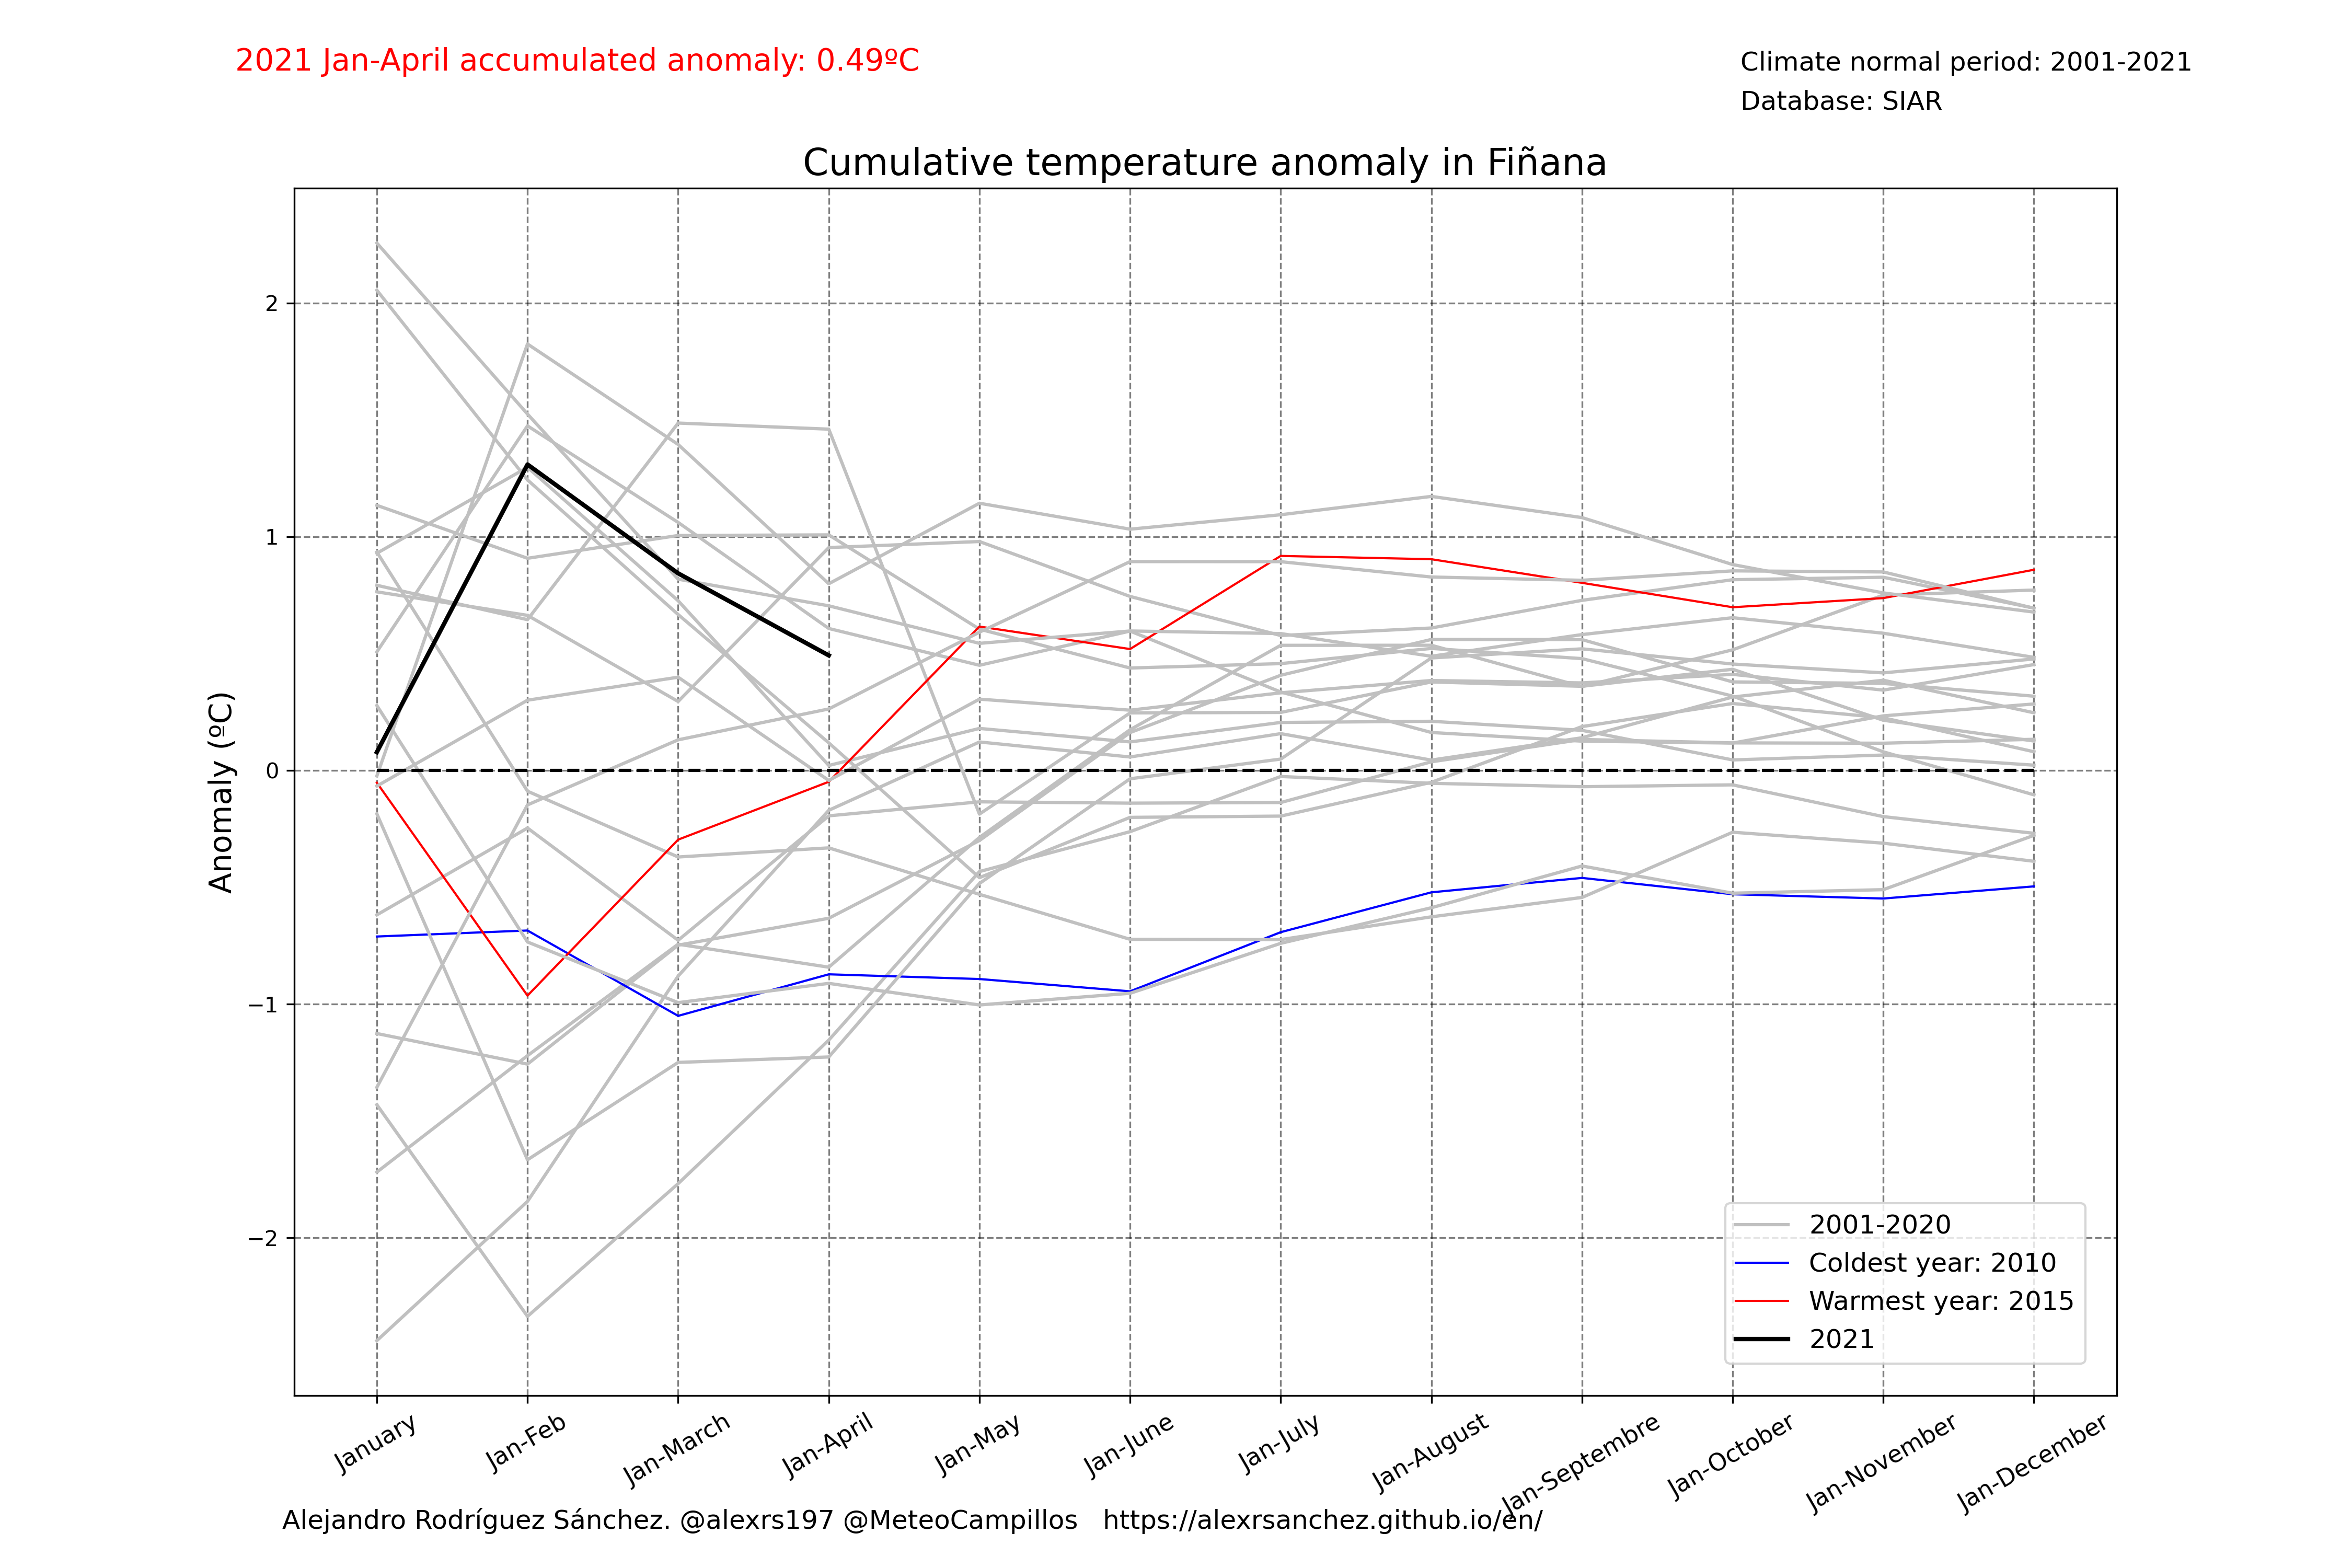 2021 Jan-April accumulated anomaly: 0.49ºC
Climate normal period: 2001-2021
Database: SIAR
Cumulative temperature anomaly in Fiñana
Anomaly (ºC)
2
1
0
−1
−2
January
Jan-Feb
Jan-March
Jan-April
Jan-May
Jan-June
Jan-July
Jan-August
Jan-Septembre
Jan-October
Jan-November
Jan-December
2001-2020
Coldest year: 2010
Warmest year: 2015
2021
Alejandro Rodríguez Sánchez. @alexrs197 @MeteoCampillos https://alexrsanchez.github.io/en/